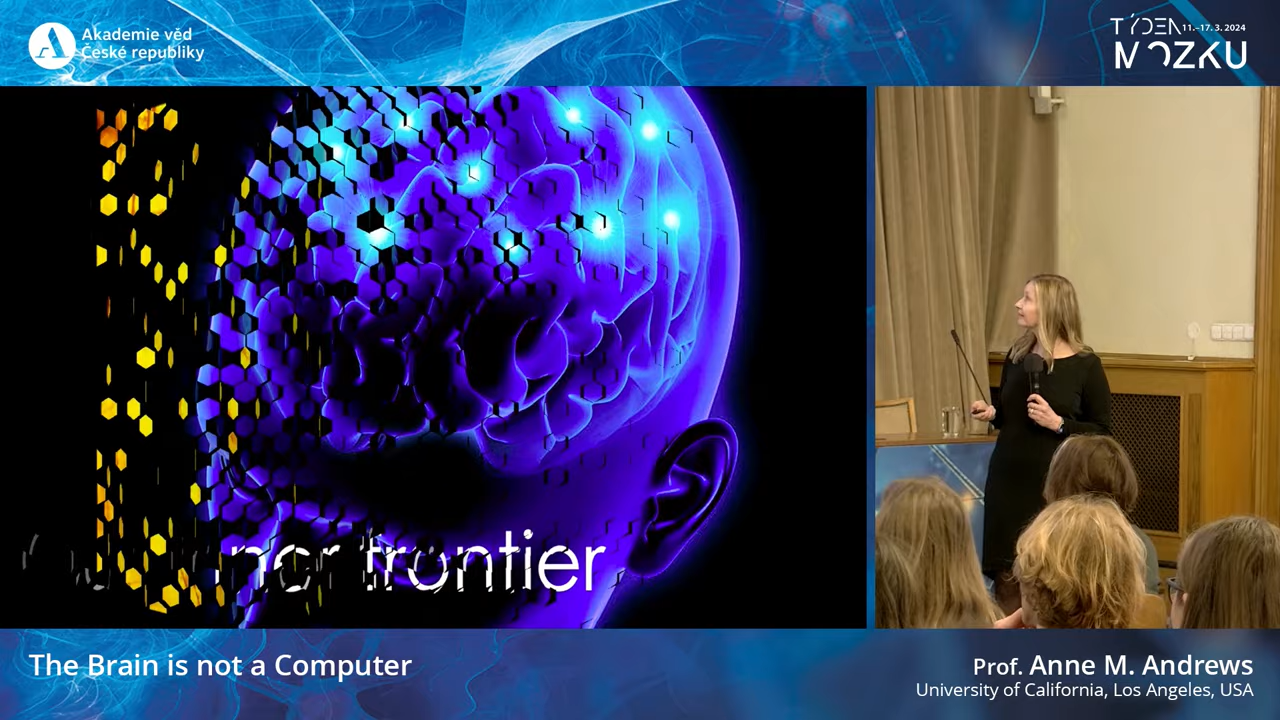 Akademie věd
České republiky
TÝDEN 11.–17. 3. 2024
MOZKU
frontier
The Brain is not a Computer
Prof. Anne M. Andrews
University of California, Los Angeles, USA